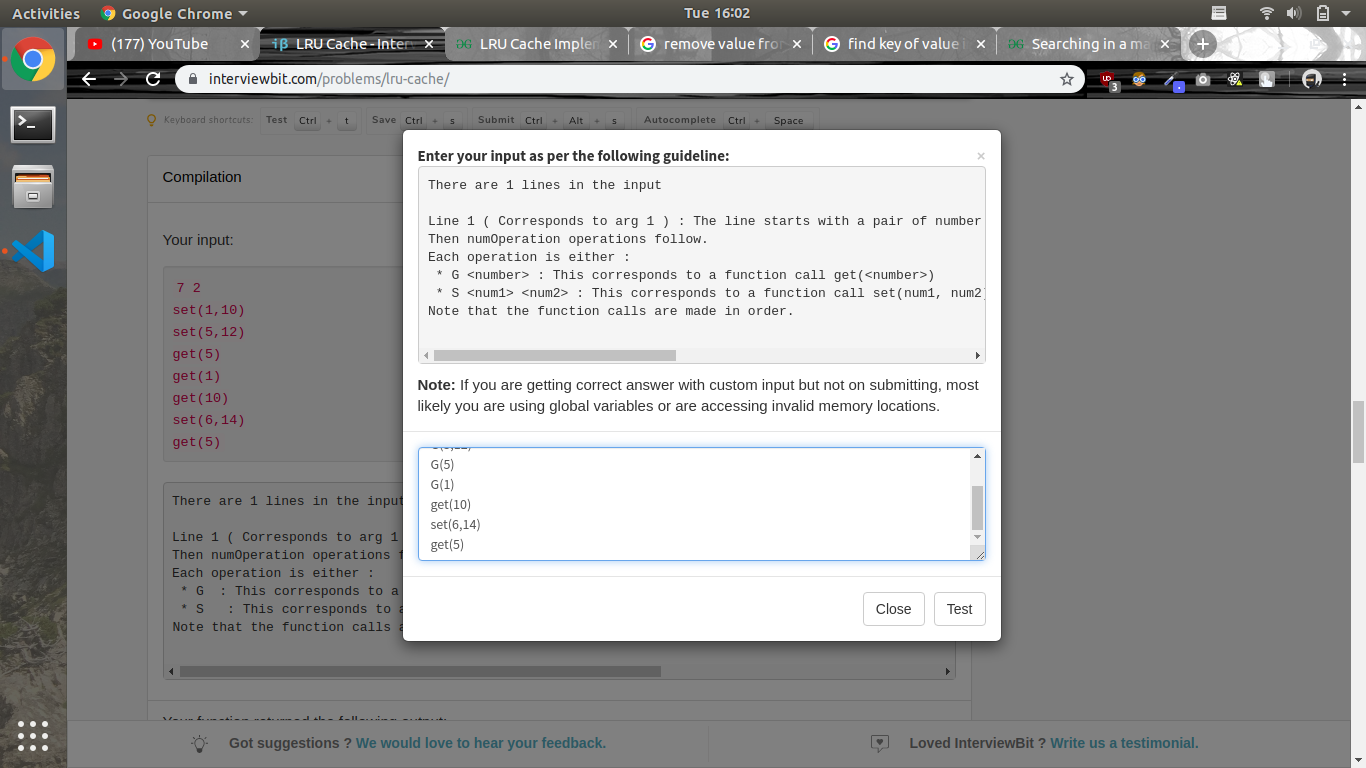 Activities Google Chrome Tue 16:02
(177) YouTube × LRU Cache - Inter × LRU Cache Implem × remove value fro × find key of value i × Searching in a ma ×
interviewbit.com/problems/lru-cache/
3
Keyboard shortcuts: Test Ctrl + t Save Ctrl + s Submit Ctrl + Alt + s Autocomplete Ctrl + Space
Compilation
Your input:
7 2
set(1,10)
set(5,12)
get(5)
get(1)
get(10)
set(6,14)
get(5)
There are 1 lines in the input
Line 1 ( Corresponds to arg 1
Then numOperation operations
Each operation is either :
* G : This corresponds to a
* S : This corresponds to
Note that the function calls
Enter your input as per the following guideline:
×
There are 1 lines in the input
Line 1 ( Corresponds to arg 1 ) : The line starts with a pair of number
Then numOperation operations follow.
Each operation is either :
* G <number> : This corresponds to a function call get(<number>)
* S <num1> <num2> : This corresponds to a function call set(num1, num2)
Note that the function calls are made in order.
Note: If you are getting correct answer with custom input but not on submitting, most
likely you are using global variables or are accessing invalid memory locations.
G(5)
G(1)
get(10)
set(6,14)
get(5)
Close Test
Your function returned the following output:
Got suggestions ? We would love to hear your feedback.
Loved InterviewBit ? Write us a testimonial.